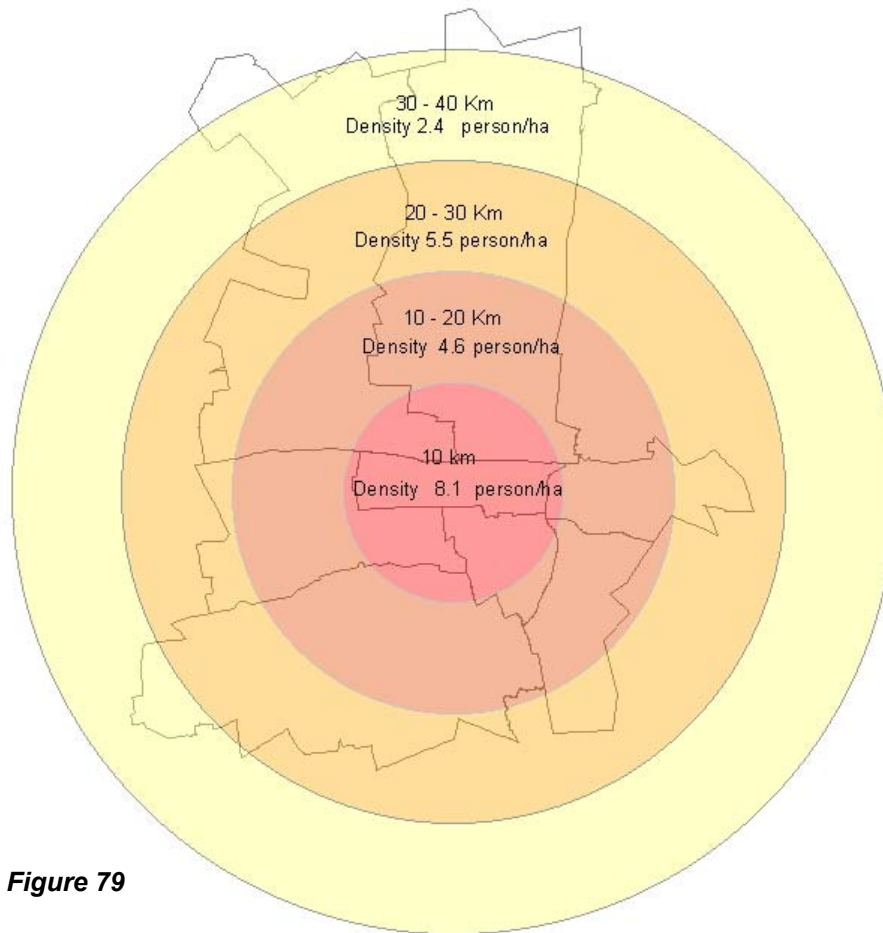 30 - 40 Km
Density 2.4 person/ha
20 - 30 Km
Density 5.5 person/ha
10 - 20 Km
Density 4.6 person/ha
10 km
Density 8.1 person/ha
Figure 79